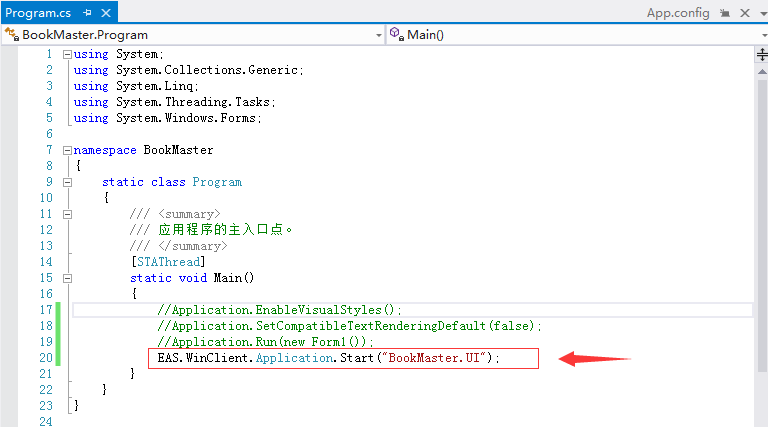 Program.cs
App.config
BookMaster.Program
Main()
1 using System;
2 using System.Collections.Generic;
3 using System.Linq;
4 using System.Threading.Tasks;
5 using System.Windows.Forms;
6
7 namespace BookMaster
8 {
9 static class Program
10 {
11 /// <summary>
12 /// 应用程序的主入口点。
13 /// </summary>
14 [STAThread]
15 static void Main()
16 {
17 //Application.EnableVisualStyles();
18 //Application.SetCompatibleTextRenderingDefault(false);
19 //Application.Run(new Form1());
20 EAS.WinClient.Application.Start("BookMaster.UI");
21 }
22 }
23 }